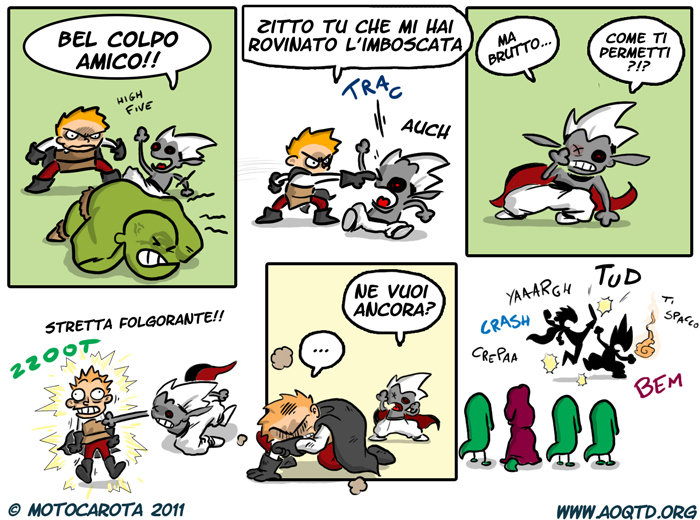 BEL COLPO
AMICO!!
HIGH
FIVE
ZITTO TU CHE MI HAI
ROVINATO L'IMBOSCATA
TRAC
AUCH
MA
BRUTTO...
COME TI
PERMETTI
?!?
STRETTA FOLGORANTE!!
ZZOOT
...
NE VUOI
ANCORA?
YAAARGH
TUD
CRASH
TI
SPACCO
CREPAA
BEM
© MOTOCAROTA 2011
WWW.AOQTD.ORG